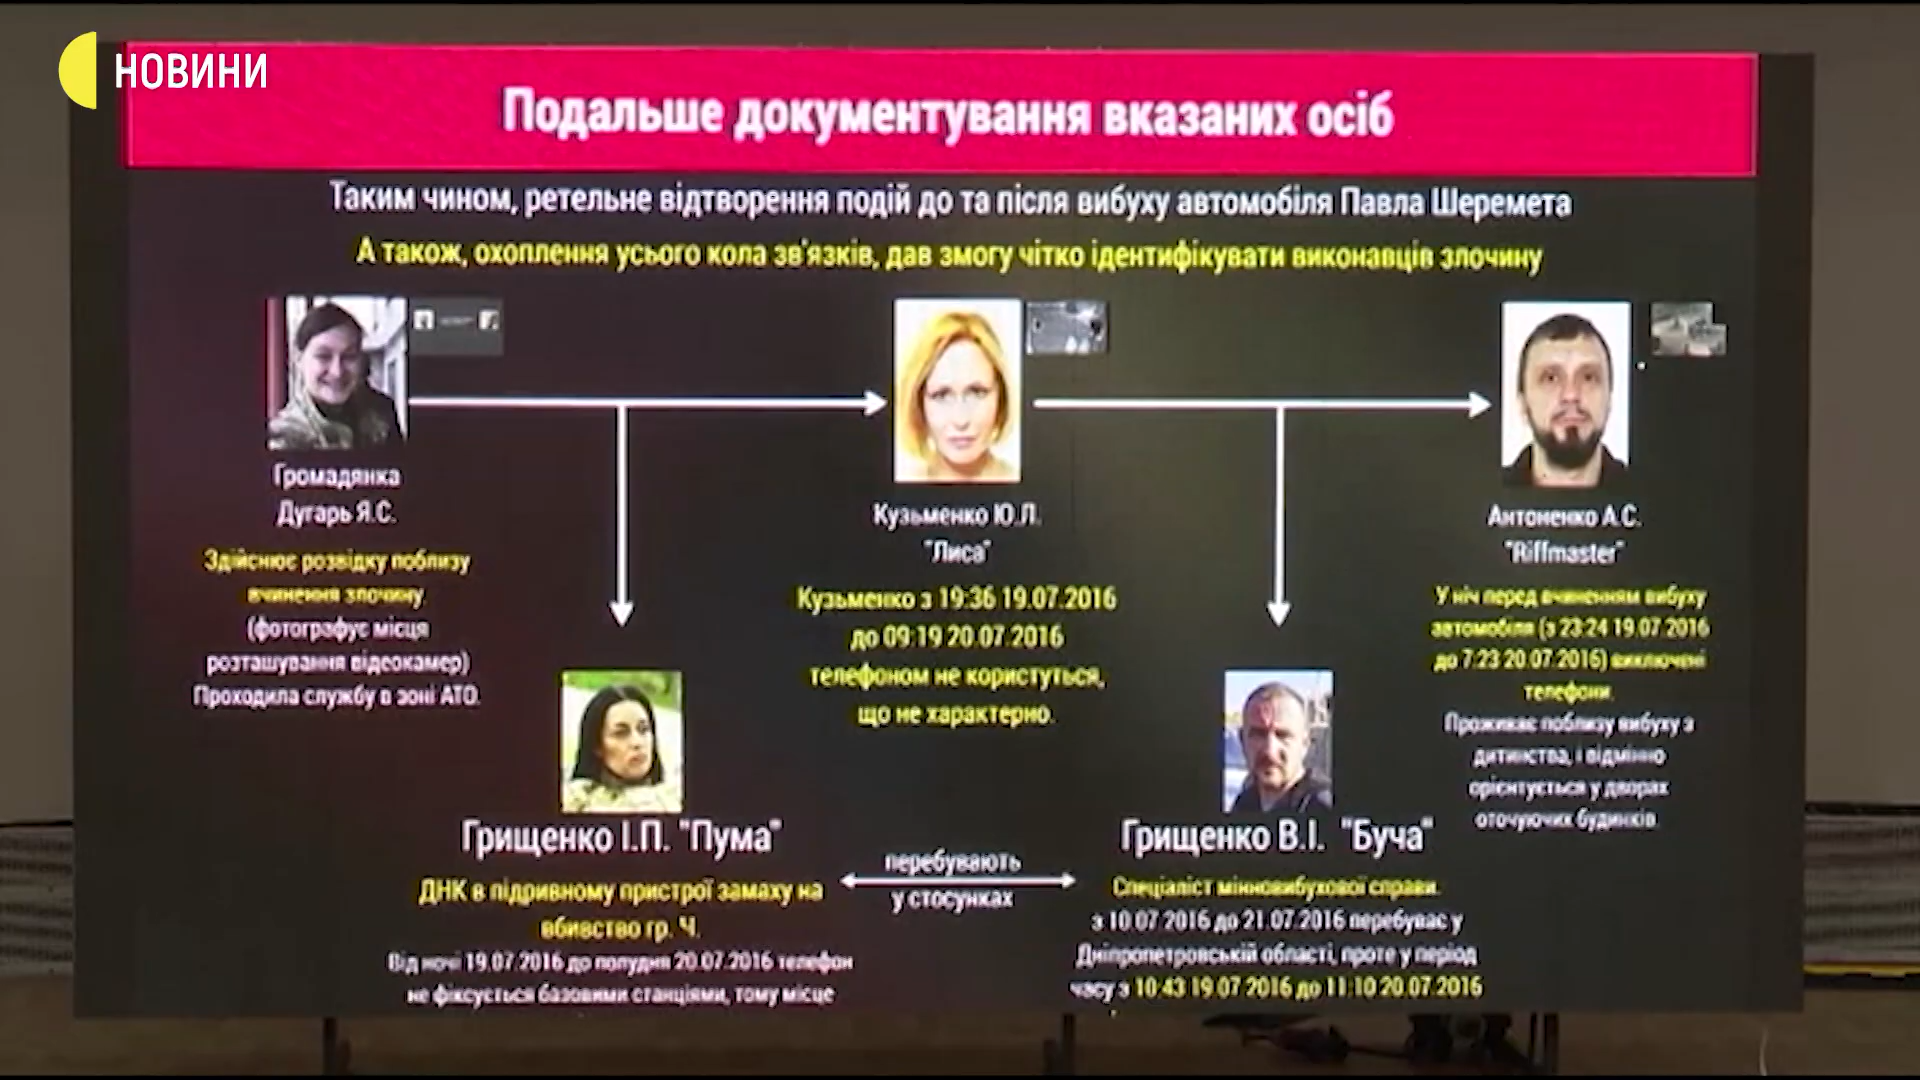 НОВИНИ
Подальше документування вказаних осіб
Таким чином, ретельне відтворення подій до та після вибуху автомобіля Павла Шеремета
А також, охоплення усього кола зв'язків, дав змогу чітко ідентифікувати виконавців злочину
Громадянка
Дугарь Я.С.
Здійснює розвідку поблизу
вчинення злочину.
(фотографує місця
розташування відеокамер)
Проходила службу в зоні АТО.
Кузьменко Ю.Л.
"Лиса"
Кузьменко з 19:36 19.07.2016
до 09:19 20.07.2016
телефоном не користуться,
що не характерно.
Антоненко А.С.
"Riffmaster"
У ніч перед вчиненням вибуху
автомобіля (з 23:24 19.07.2016
до 7:23 20.07.2016) виключені
телефони.
Проживає поблизу вибуху з
дитинства, і відмінно
орієнтується у дворах
оточуючих будинків.
Грищенко І.П. "Пума"
ДНК в підривному пристрої замаху на
вбивство гр. Ч.
Від ночі 19.07.2016 до полудня 20.07.2016 телефон
не фіксується базовими станціями, тому місце
перебувають
у стосунках
Грищенко В.І. "Буча"
Спеціаліст мінновибухової справи.
з 10.07.2016 до 21.07.2016 перебуває у
Дніпропетровській області, проте у період
часу з 10:43 19.07.2016 до 11:10 20.07.2016